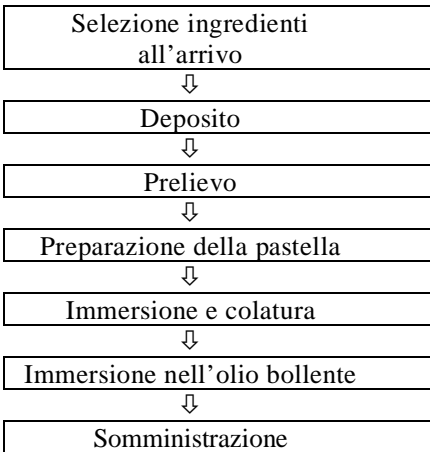 Selezione ingredienti
all’arrivo
⇩
Deposito
⇩
Prelievo
⇩
Preparazione della pastella
⇩
Immersione e colatura
⇩
Immersione nell’olio bollente
⇩
Somministrazione